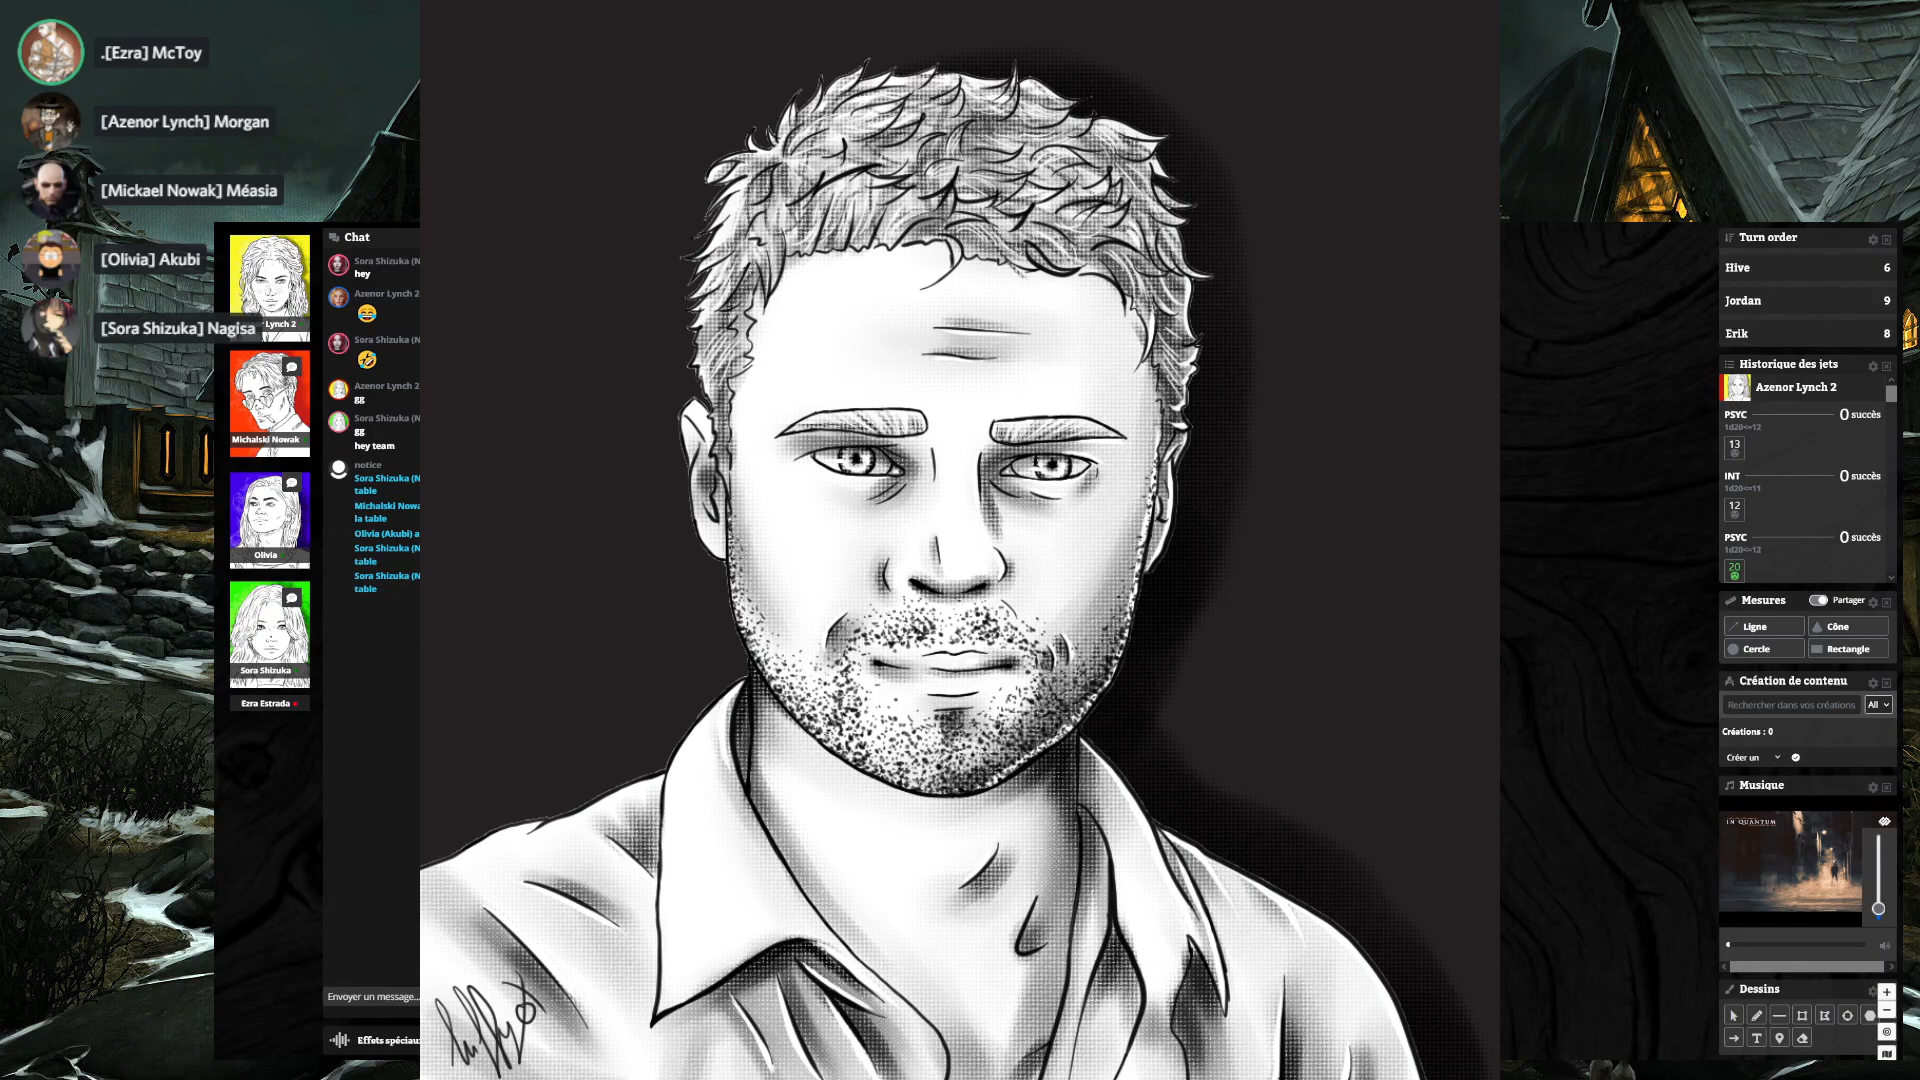 .[Ezra] McToy
[Azenor Lynch] Morgan
[Mickael Nowak] Méasia
[Olivia] Akubi
[Sora Shizuka] Nagisa
Lynch 2
Michalski Nowak
Olivia
Sora Shizuka
Ezra Estrada
Chat
Sora Shizuka (N
hey
Azenor Lynch 2
Sora Shizuka (N
Azenor Lynch 2
gg
Sora Shizuka (N
gg
hey team
notice
Sora Shizuka (N
table
Michalski Nowa
la table
Olivia (Akubi) a
Sora Shizuka (N
table
Sora Shizuka (N
table
Envoyer un message...
Effets spéciau
Turn order
Hive 6
Jordan 9
Erik 8
Historique des jets
Azenor Lynch 2
PSYC 0 succès
1d20<=12
13
INT 0 succès
1d20<=11
12
PSYC 0 succès
1d20<=12
20
Mesures Partager
Ligne Cône
Cercle Rectangle
Création de contenu
Rechercher dans vos créations. All
Créations : 0
Créer un
Musique
IN QUANTUM
Dessins